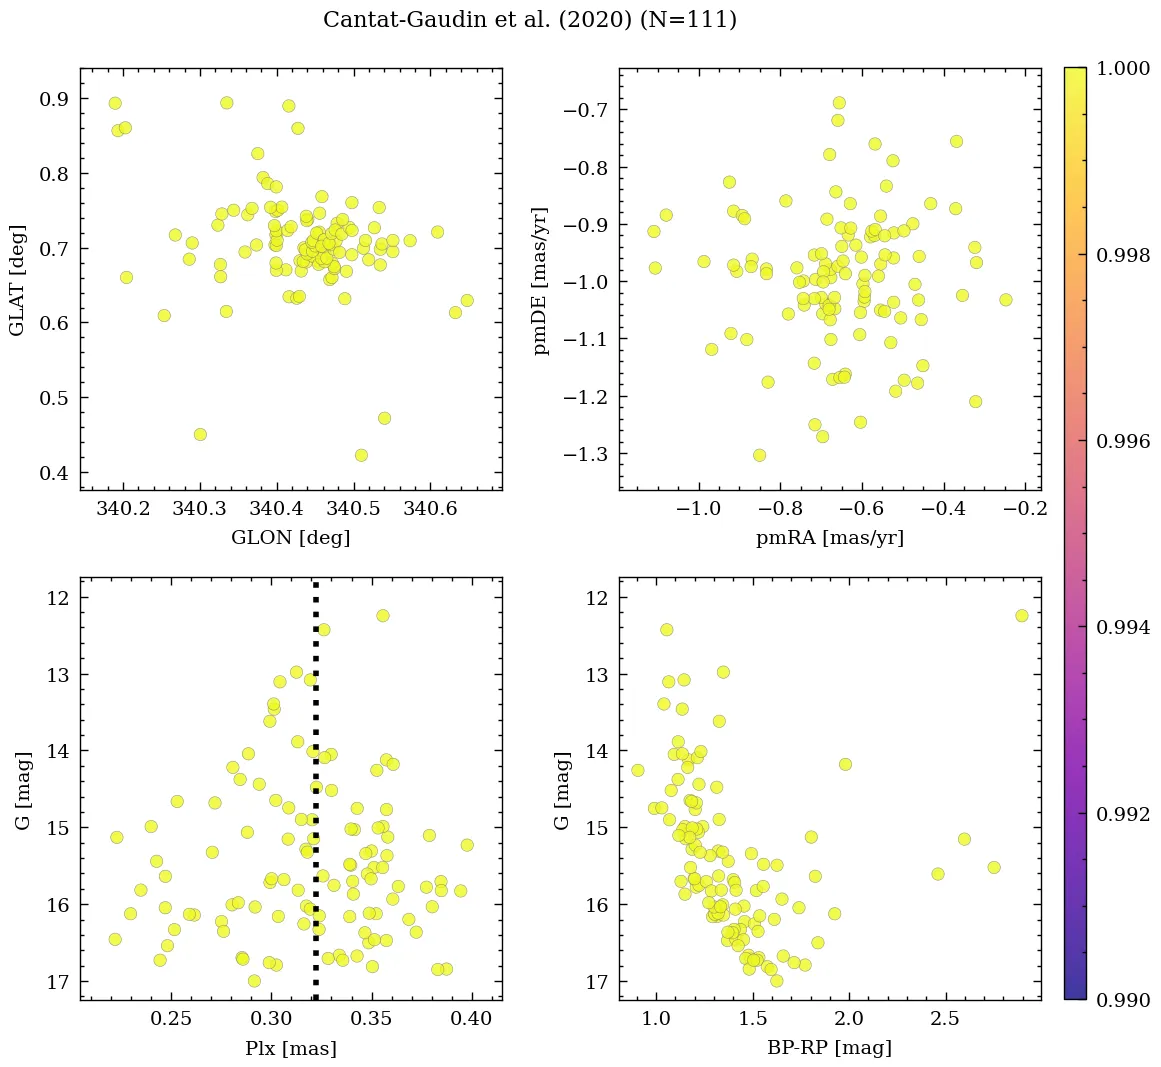 Cantat-Gaudin et al. (2020) (N=111)
0.9
0.8
0.7
0.6
0.5
0.4
GLAT [deg]
340.2 340.3 340.4 340.5 340.6
GLON [deg]
−0.7
−0.8
−0.9
−1.0
−1.1
−1.2
−1.3
pmDE [mas/yr]
−1.0 −0.8 −0.6 −0.4 −0.2
pmRA [mas/yr]
12
13
14
15
16
17
G [mag]
0.25 0.30 0.35 0.40
Plx [mas]
12
13
14
15
16
17
G [mag]
1.0 1.5 2.0 2.5
BP-RP [mag]
1.000
0.998
0.996
0.994
0.992
0.990